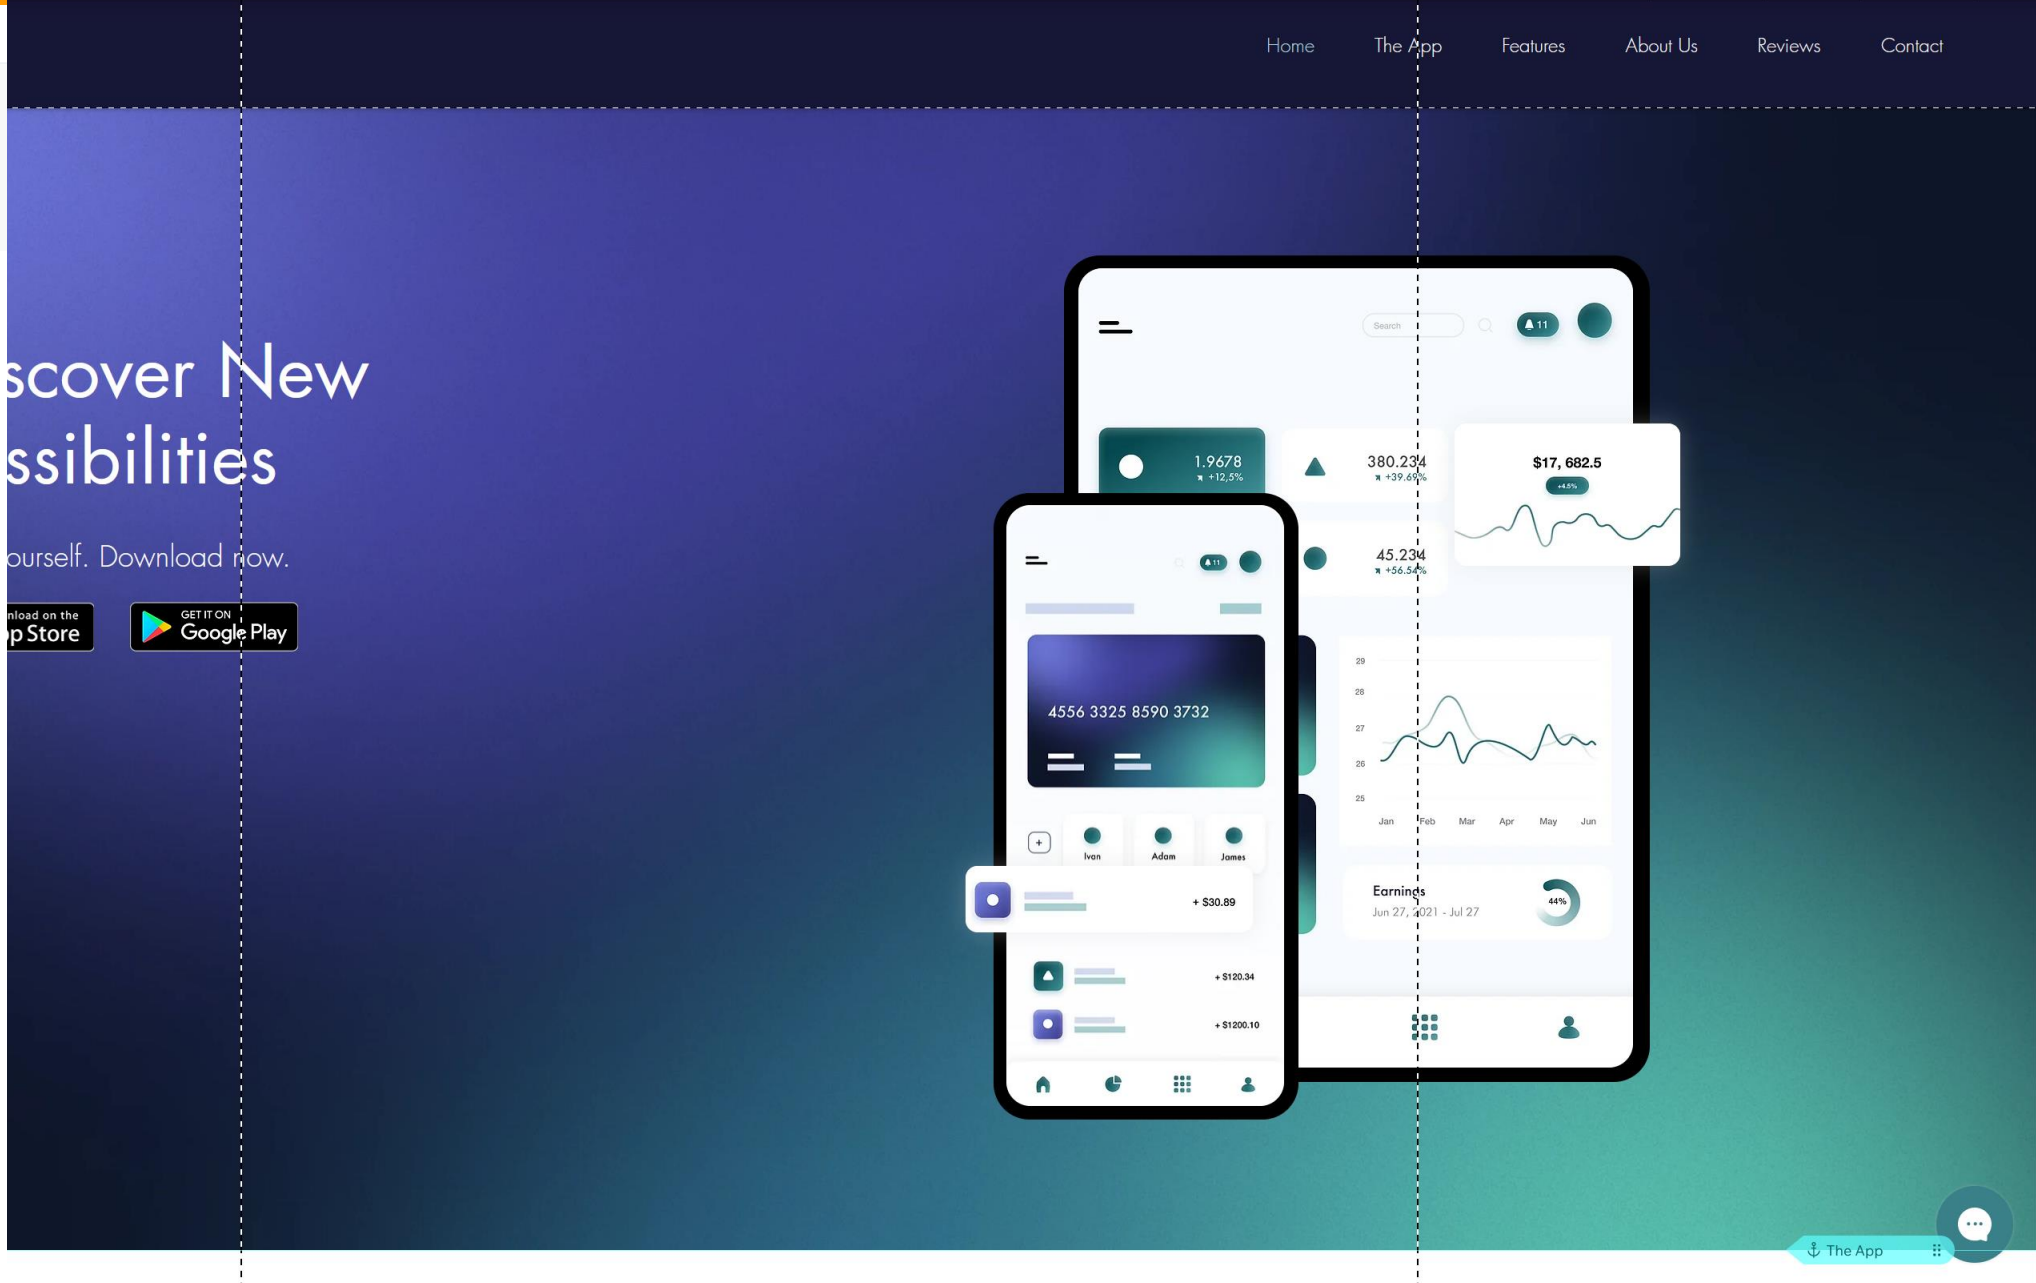 Home The App Features About Us Reviews Contact
scover New
ssibilities
ourself. Download now.
nload on the
pp Store
GET IT ON
Google Play
Search
11
1.9678
+12,5%
380.234
+39.69%
$17, 682.5
+4.5%
45.234
+56.54%
11
4556 3325 8590 3732
Ivan Adam James
+ $30.89
+ $120.34
+ $1200.10
29
28
27
26
25
Jan Feb Mar Apr May Jun
Earnings
Jun 27, 2021 - Jul 27
44%
The App